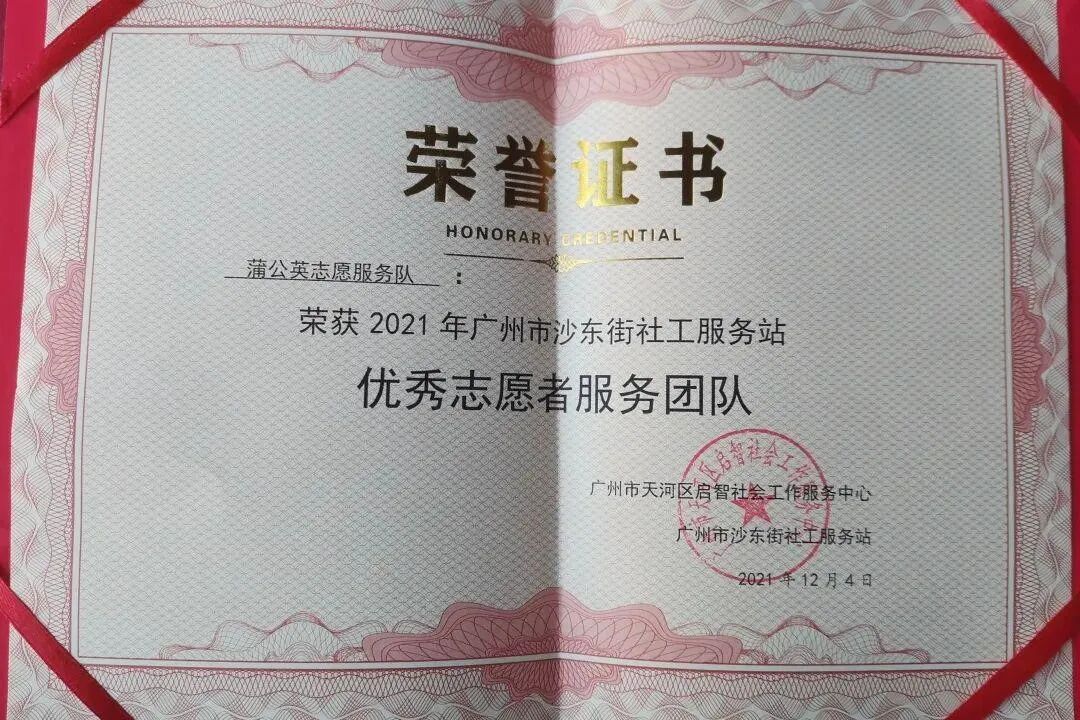 荣誉证书
HONORARY CREDENTIAL
蒲公英志愿服务队：
荣获 2021 年广州市沙东街社工服务站
优秀志愿者服务团队
广州市天河区启智社会工作服务中心
广州市沙东街社工服务站
2021 年 12 月 4 日